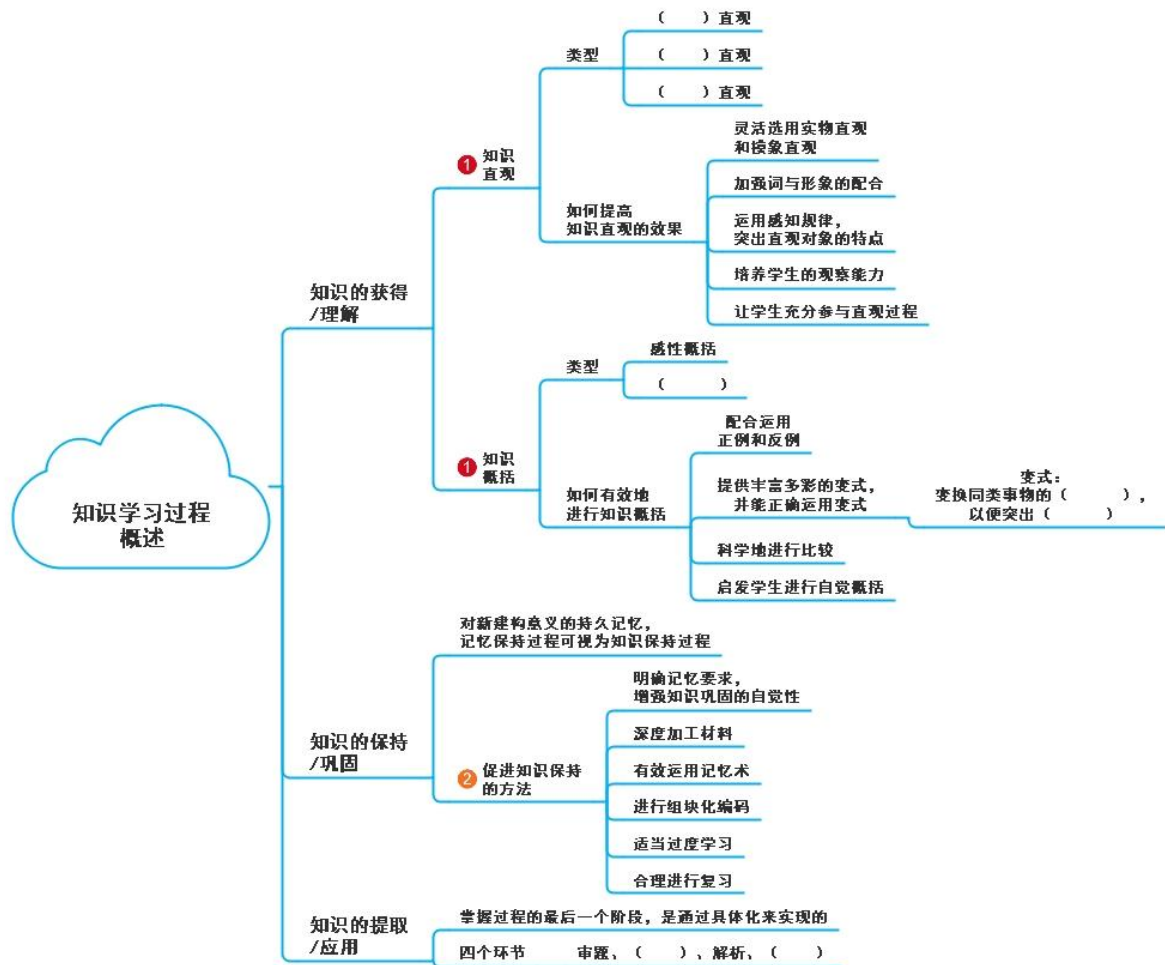 知识学习过程
概述
知识的获得
/理解
1 知识
直观
类型
（ ）直观
（ ）直观
（ ）直观
如何提高
知识直观的效果
灵活选用实物直观
和模象直观
加强词与形象的配合
运用感知规律，
突出直观对象的特点
培养学生的观察能力
让学生充分参与直观过程
1 知识
概括
类型
感性概括
（ ）
如何有效地
进行知识概括
配合运用
正例和反例
提供丰富多彩的变式，
并能正确运用变式
变式：
变换同类事物的（ ），
以便突出（ ）
科学地进行比较
启发学生进行自觉概括
知识的保持
/巩固
对新建构意义的持久记忆，
记忆保持过程可视为知识保持过程
2 促进知识保持
的方法
明确记忆要求，
增强知识巩固的自觉性
深度加工材料
有效运用记忆术
进行组块化编码
适当过度学习
合理进行复习
知识的提取
/应用
掌握过程的最后一个阶段，是通过具体化来实现的
四个环节 审题、（ ）、解析、（ ）